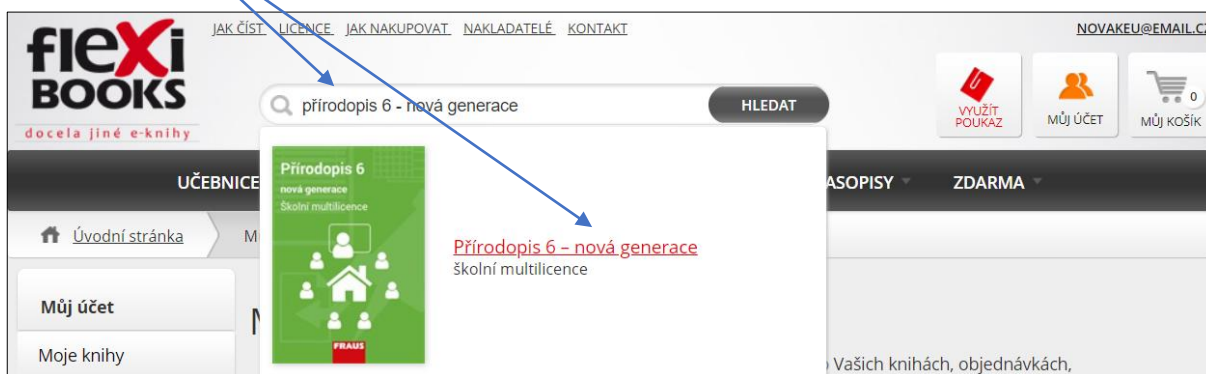 JAK ČÍST LICENCE JAK NAKUPOVAT NAKLADATELÉ KONTAKT
NOVAKEU@EMAIL.CZ
flexi
BOOKS
docela jiné e-knihy
přírodopis 6 - nová generace
HLEDAT
VYUŽÍT
POUKAZ
MŮJ ÚČET
0
MŮJ KOŠÍK
UČEBNICE
ASOPISY
ZDARMA
Přírodopis 6
nová generace
Školní multilicence
FRAUS
Přírodopis 6 – nová generace
školní multilicence
Úvodní stránka
M
Můj účet
Moje knihy
Vašich knihách, objednávkách,